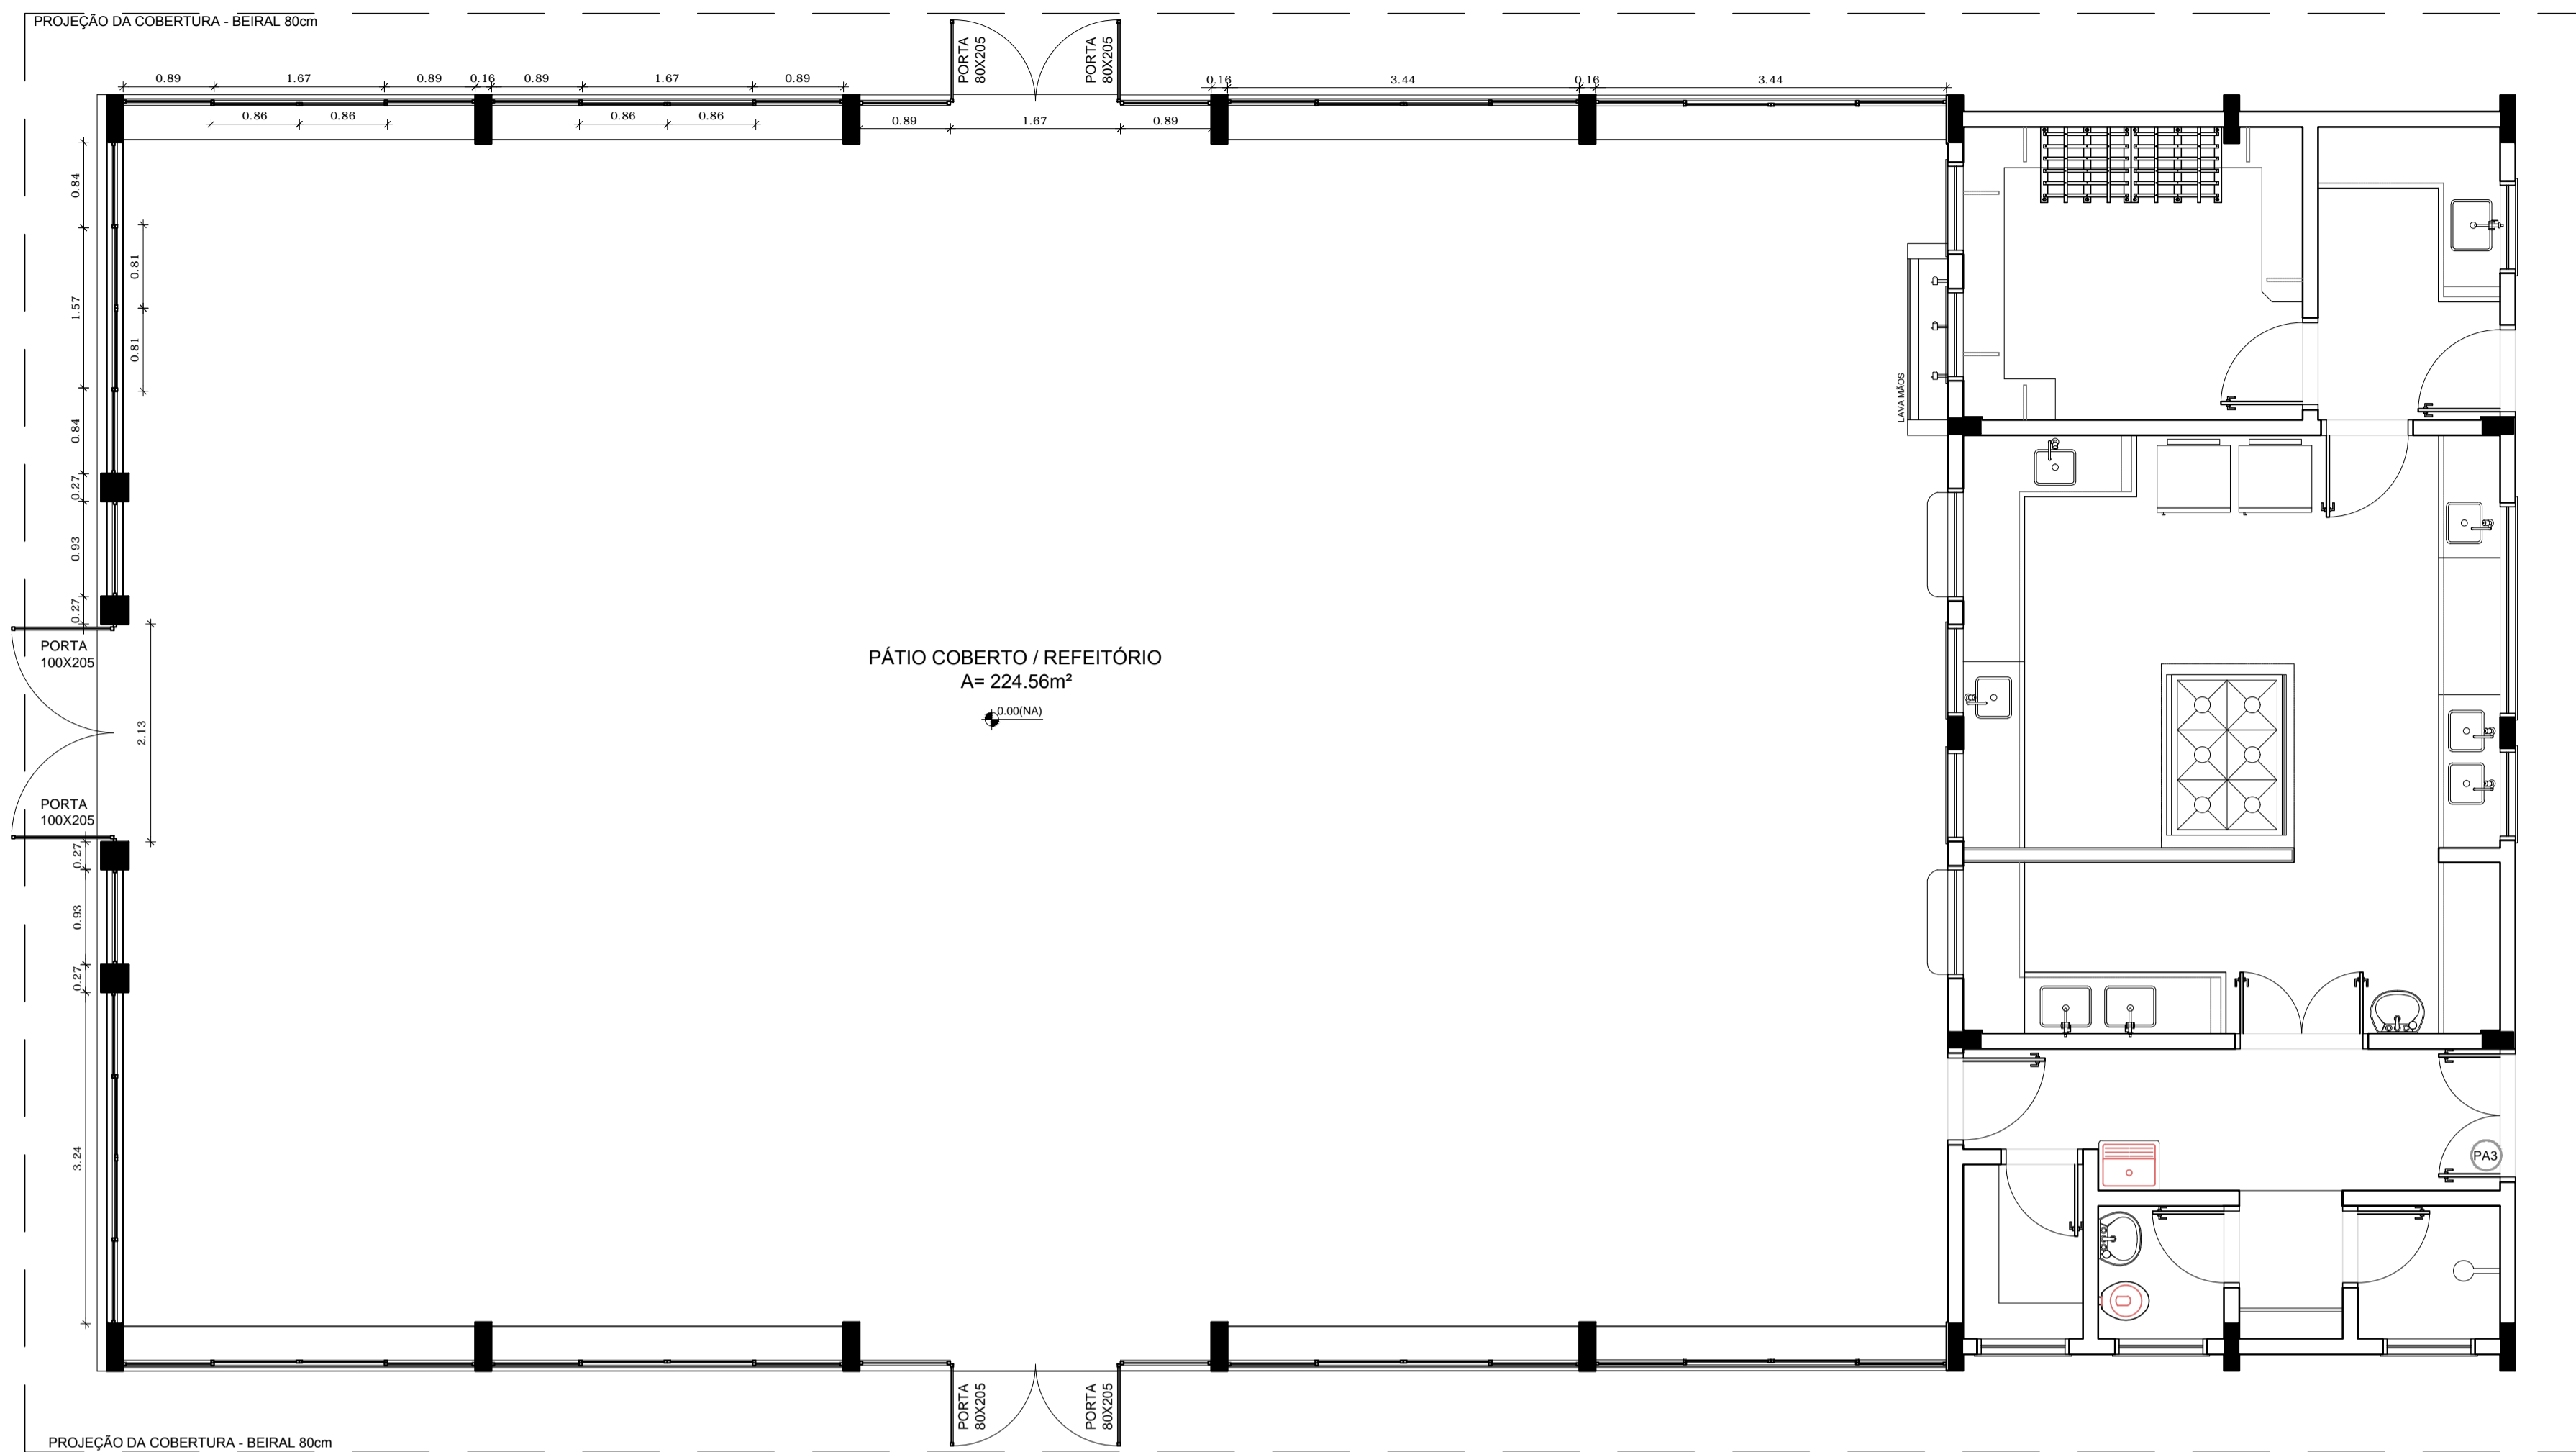 PROJEÇÃO DA COBERTURA - BEIRAL 80cm
PORTA
80X205
PORTA
80X205
0.89
1.67
0.89
0.16
0.89
1.67
0.89
0.16
3.44
0.16
3.44
0.86
0.86
0.86
0.86
0.89
1.67
0.89
0.84
0.81
1.57
0.81
0.84
0.27
0.93
0.27
LAVA MÃOS
PORTA
100X205
PÁTIO COBERTO / REFEITÓRIO
A= 224.56m²
0.00(NA)
2.13
PORTA
100X205
0.27
0.93
0.27
3.24
PA3
PORTA
80X205
PORTA
80X205
PROJEÇÃO DA COBERTURA - BEIRAL 80cm